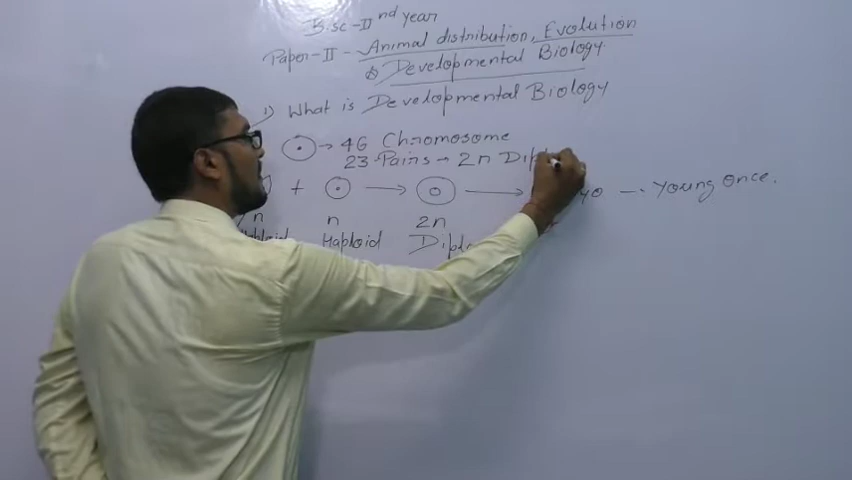 B.sc-II nd year
Paper-II - Animal distribution, Evolution
& Developmental Biology
1) What is Developmental Biology
→ 46 Chromosome
23 Pairs → 2n
+ → → — Young once.
n n 2n
Haploid